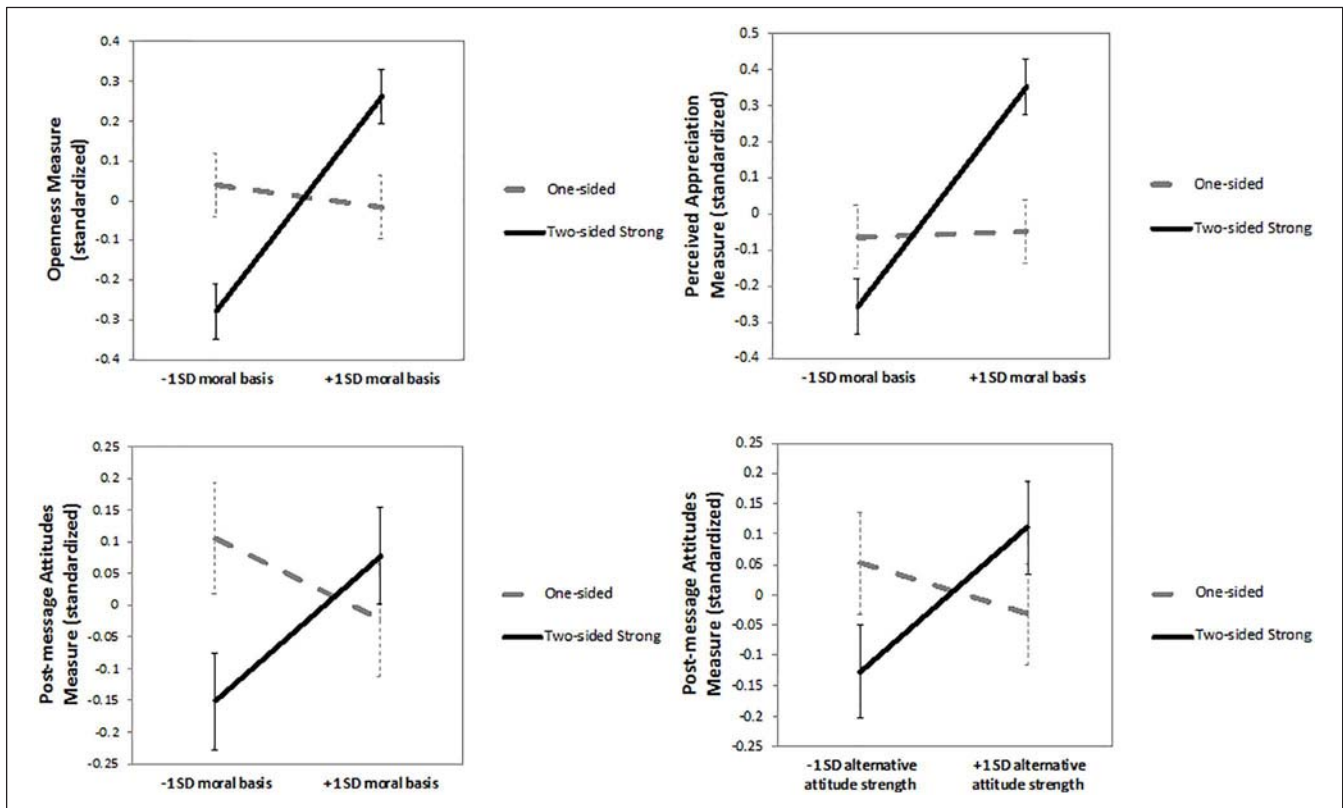 Openness Measure
(standardized)
0.4
0.3
0.2
0.1
0
-0.1
-0.2
-0.3
-0.4
-1SD moral basis +1SD moral basis
One-sided
Two-sided Strong
Perceived Appreciation
Measure (standardized)
0.5
0.4
0.3
0.2
0.1
0
-0.1
-0.2
-0.3
-0.4
-1SD moral basis +1SD moral basis
One-sided
Two-sided Strong
Post-message Attitudes
Measure (standardized)
0.25
0.2
0.15
0.1
0.05
0
-0.05
-0.1
-0.15
-0.2
-0.25
-1SD moral basis +1SD moral basis
One-sided
Two-sided Strong
Post-message Attitudes
Measure (standardized)
0.25
0.2
0.15
0.1
0.05
0
-0.05
-0.1
-0.15
-0.2
-0.25
-1SD alternative +1SD alternative
attitude strength attitude strength
One-sided
Two-sided Strong